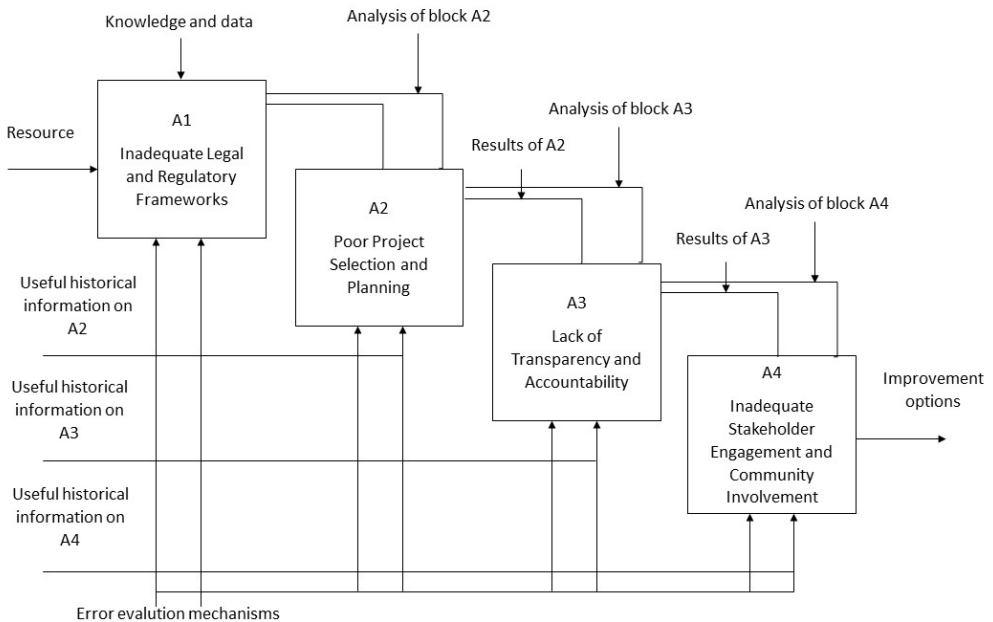 Knowledge and data
Analysis of block A2
Resource
A1
Inadequate Legal
and Regulatory
Frameworks
Analysis of block A3
Results of A2
A2
Poor Project
Selection and
Planning
Analysis of block A4
Results of A3
Useful historical
information on
A2
A3
Lack of
Transparency and
Accountability
Useful historical
information on
A3
A4
Inadequate
Stakeholder
Engagement and
Community
Involvement
Improvement
options
Useful historical
information on
A4
Error evalution mechanisms